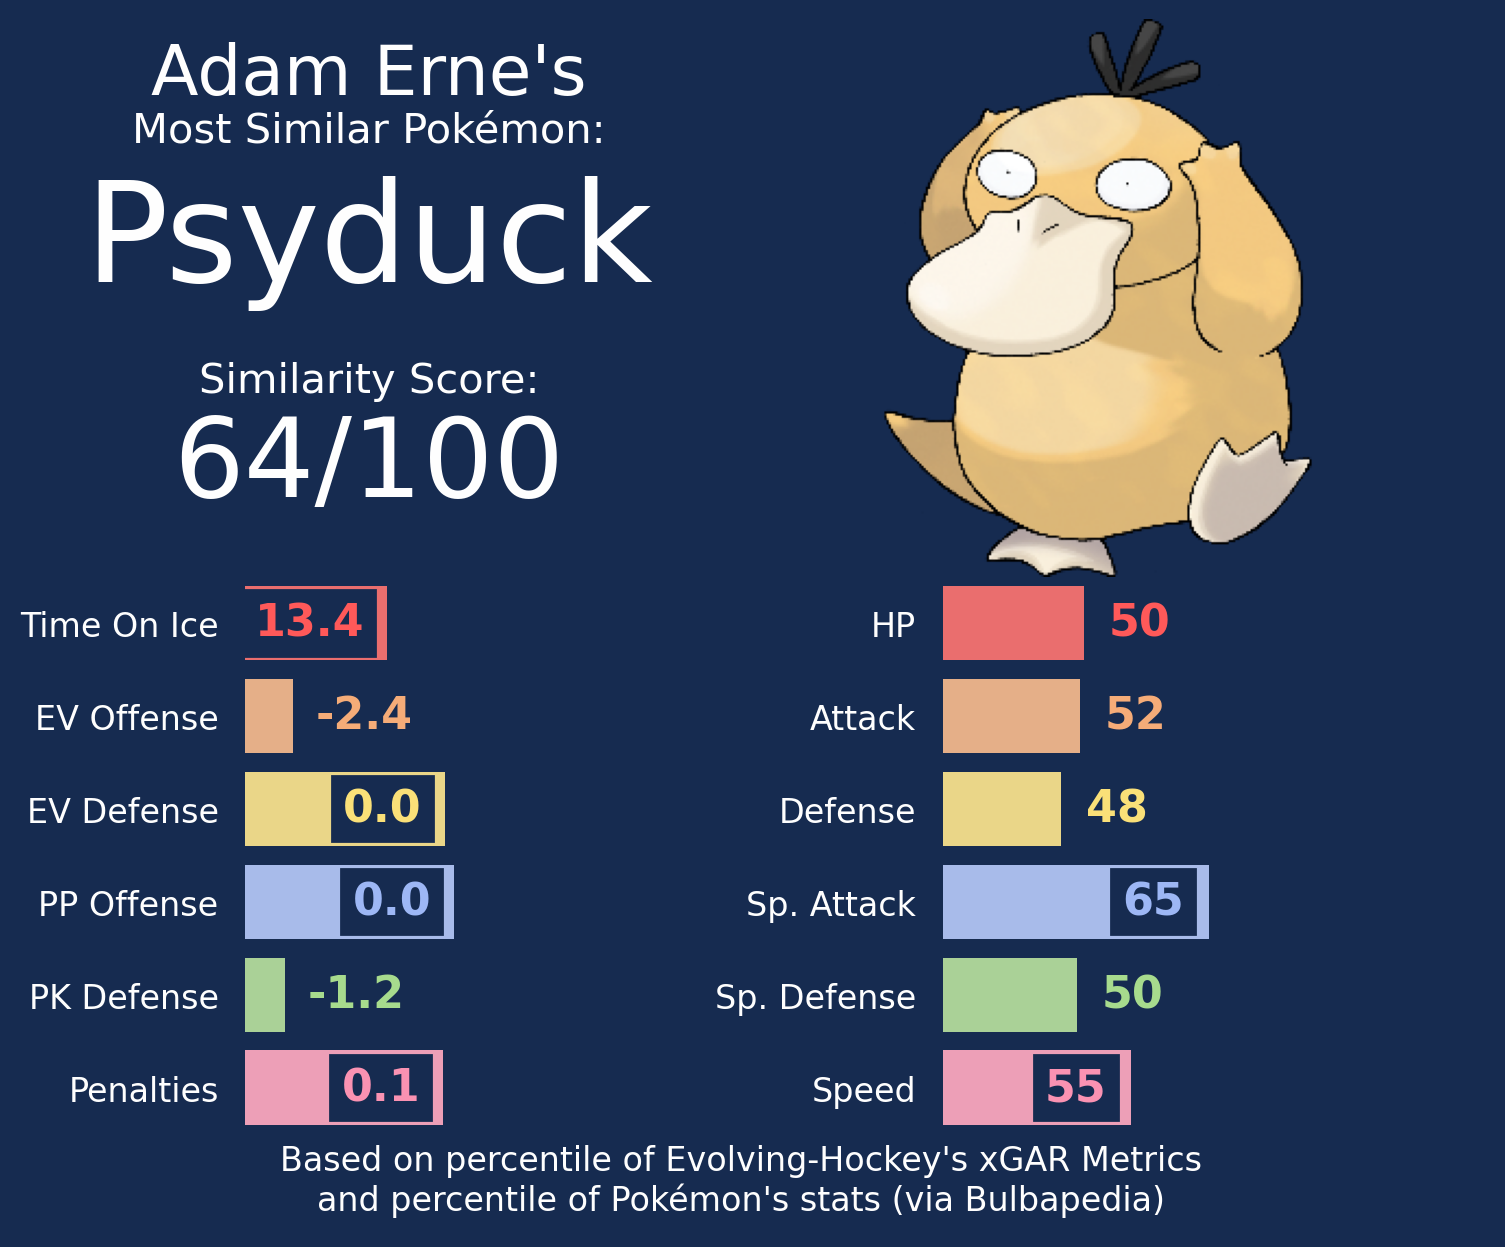 Adam Erne's
Most Similar Pokémon:
Psyduck
Similarity Score:
64/100
Time On Ice 13.4
EV Offense -2.4
EV Defense 0.0
PP Offense 0.0
PK Defense -1.2
Penalties 0.1
HP 50
Attack 52
Defense 48
Sp. Attack 65
Sp. Defense 50
Speed 55
Based on percentile of Evolving-Hockey's xGAR Metrics
and percentile of Pokémon's stats (via Bulbapedia)